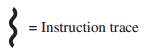 = Instruction trace